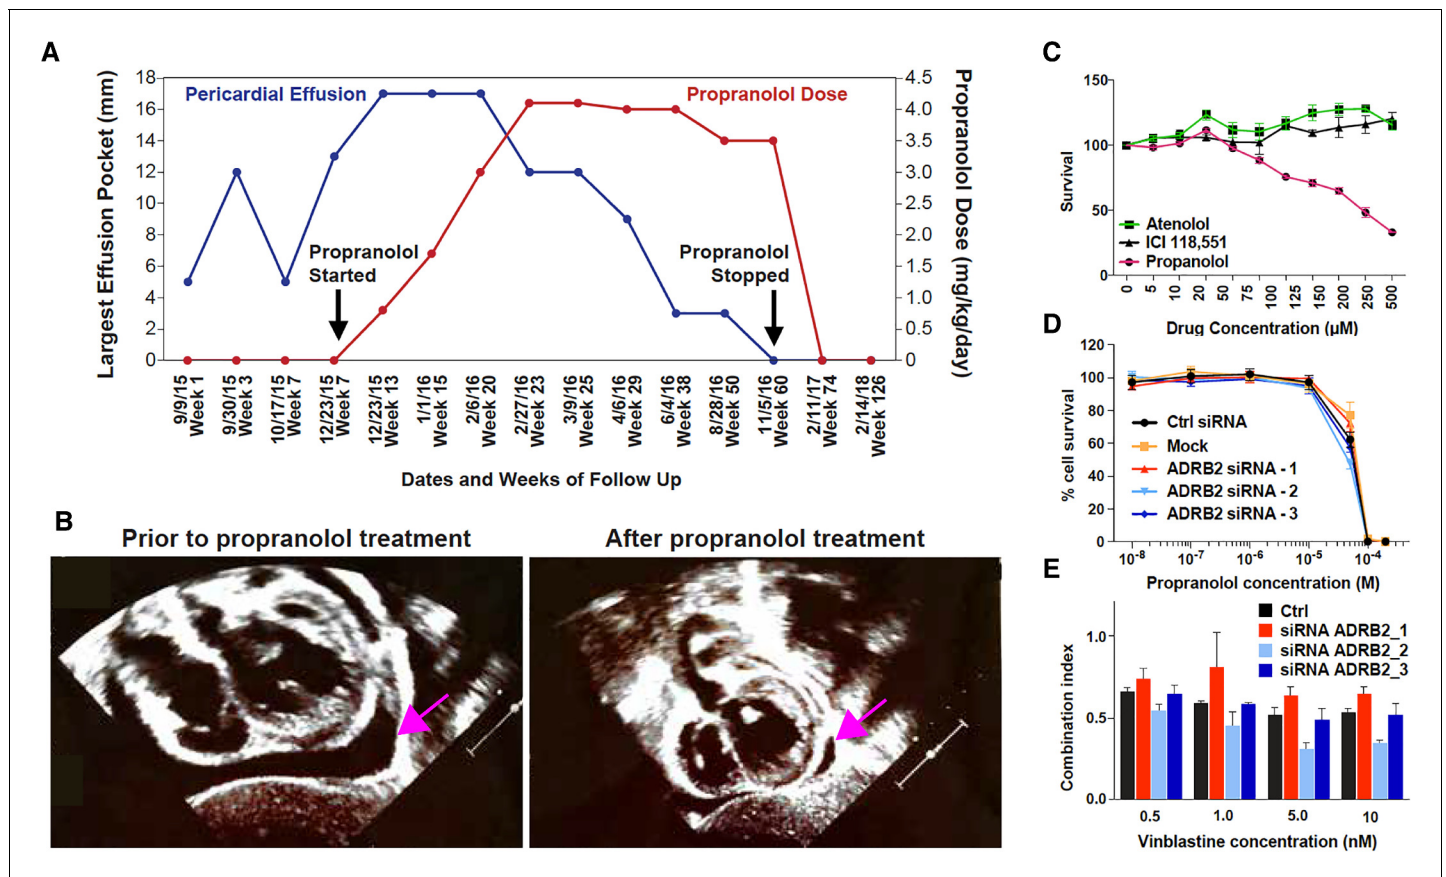 A
Largest Effusion Pocket (mm)
18
16
14
12
10
8
6
4
2
0
Pericardial Effusion
Propranolol Dose
Propranolol
Started
Propranolol
Stopped
4.5
4.0
3.5
3.0
2.5
2.0
1.5
1.0
0.5
0
Propranolol Dose (mg/kg/day)
9/9/15
Week 1
9/30/15
Week 3
10/17/15
Week 7
12/23/15
Week 7
12/23/15
Week 13
1/1/16
Week 15
2/6/16
Week 20
2/27/16
Week 23
3/9/16
Week 25
4/6/16
Week 29
6/4/16
Week 38
8/28/16
Week 50
11/5/16
Week 60
2/11/17
Week 74
2/14/18
Week 126
Dates and Weeks of Follow Up
B
Prior to propranolol treatment
After propranolol treatment
C
Survival
150
100
50
0
Atenolol
ICI 118,551
Propanolol
0 5 10 20 50 75 100 125 150 200 250 500
Drug Concentration (µM)
D
% cell survival
120
100
80
60
40
20
0
Ctrl siRNA
Mock
ADRB2 siRNA - 1
ADRB2 siRNA - 2
ADRB2 siRNA - 3
10⁻⁸ 10⁻⁷ 10⁻⁶ 10⁻⁵ 10⁻⁴
Propranolol concentration (M)
E
Combination index
1.0
0.5
0.0
Ctrl
siRNA ADRB2_1
siRNA ADRB2_2
siRNA ADRB2_3
0.5 1.0 5.0 10
Vinblastine concentration (nM)